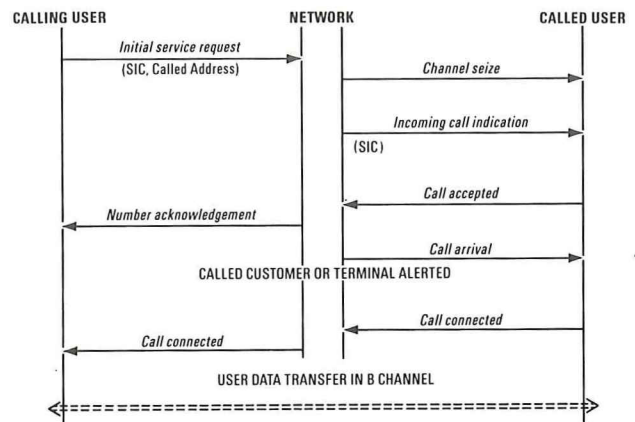 CALLING USER NETWORK CALLED USER
Initial service request
(SIC, Called Address)
Channel seize
Incoming call indication
(SIC)
Call accepted
Number acknowledgement
Call arrival
CALLED CUSTOMER OR TERMINAL ALERTED
Call connected
Call connected
USER DATA TRANSFER IN B CHANNEL